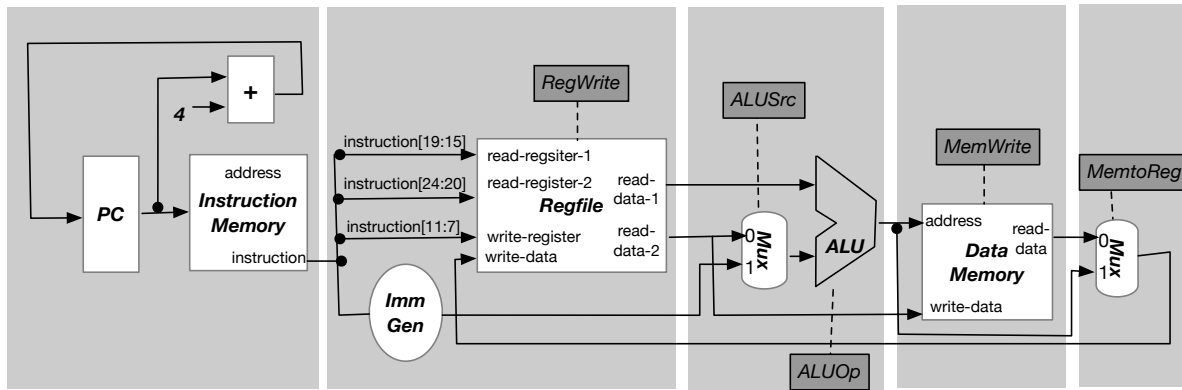 +
4
PC
address
Instruction
Memory
instruction
RegWrite
instruction[19:15]
instruction[24:20]
instruction[11:7]
read-regsiter-1
read-register-2
Regfile
write-register
write-data
read-
data-1
read-
data-2
Imm
Gen
ALUSrc
0
1
Mux
ALU
ALUOp
MemWrite
address
read-
data
Data
Memory
write-data
MemtoReg
0
1
Mux